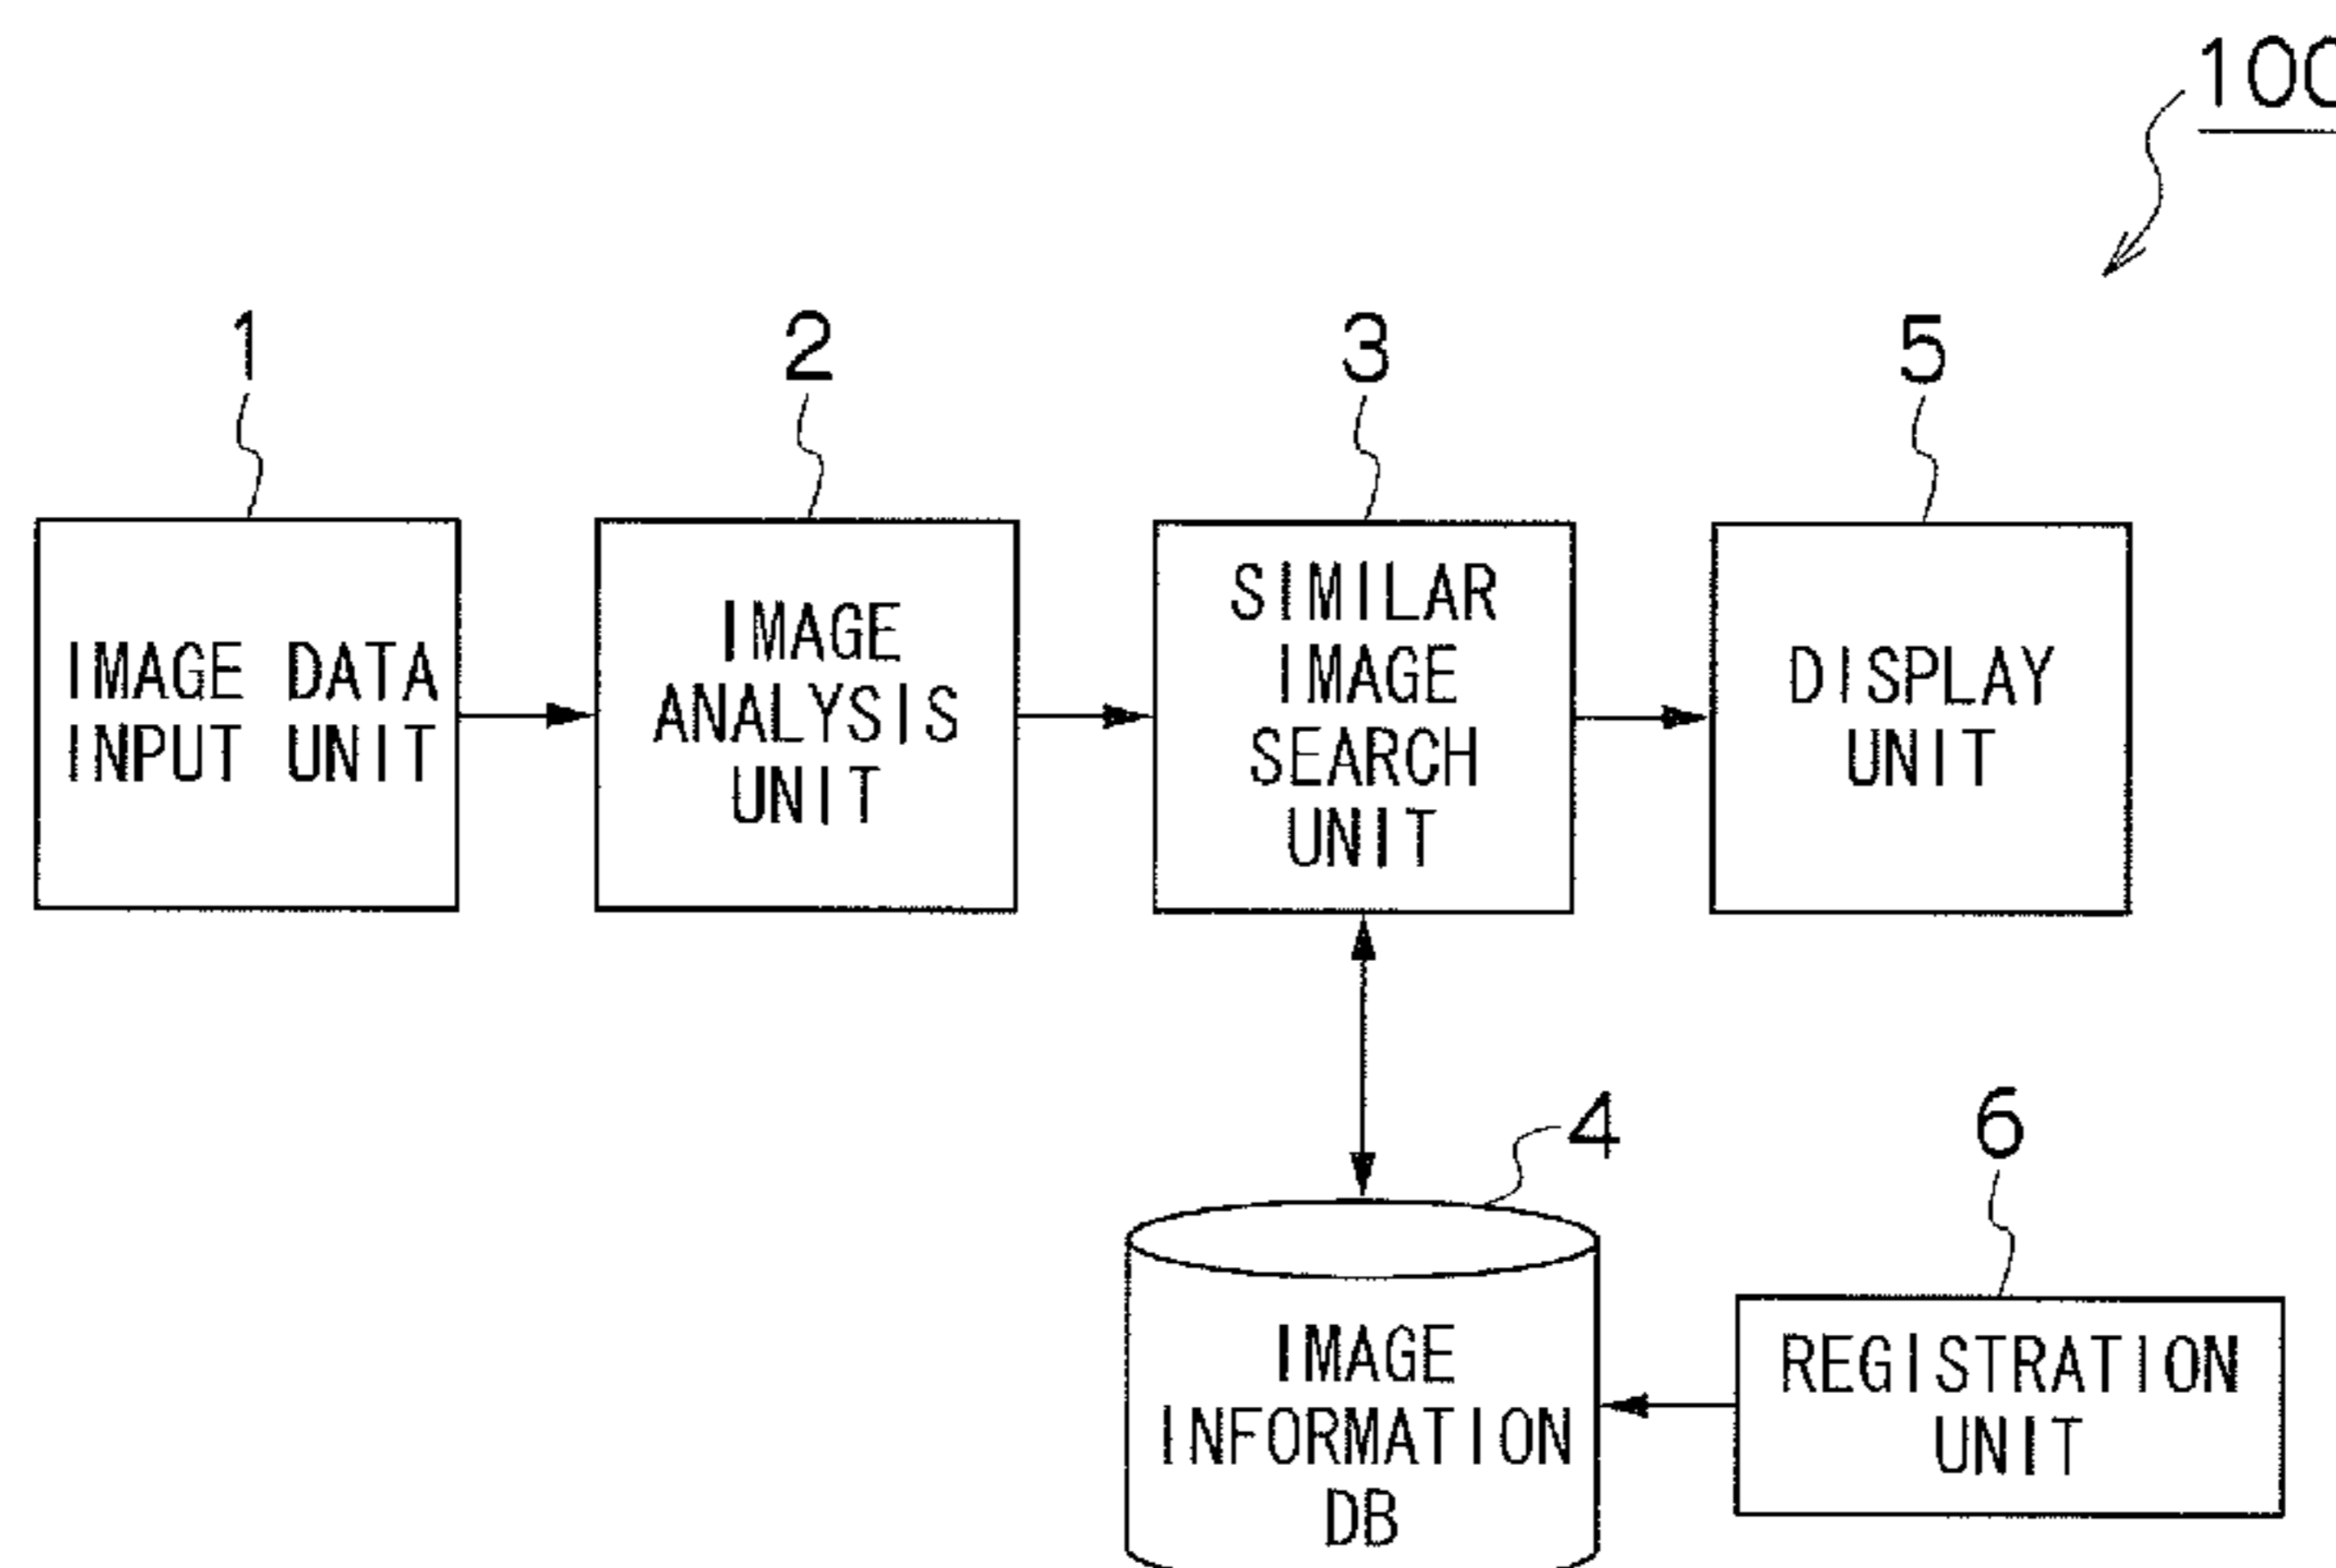 100
1
2
3
5
IMAGE DATA
INPUT UNIT
IMAGE
ANALYSIS
UNIT
SIMILAR
IMAGE
SEARCH
UNIT
DISPLAY
UNIT
4
6
IMAGE
INFORMATION
DB
REGISTRATION
UNIT